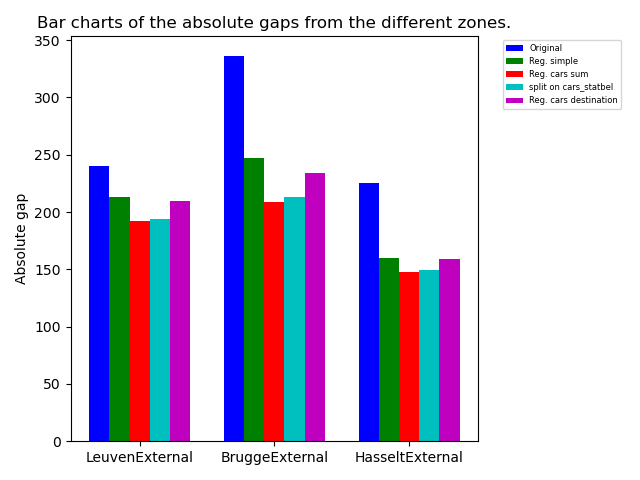 Bar charts of the absolute gaps from the different zones.
350
300
250
200
150
100
50
0
Absolute gap
LeuvenExternal
BruggeExternal
HasseltExternal
Original
Reg. simple
Reg. cars sum
split on cars_statbel
Reg. cars destination